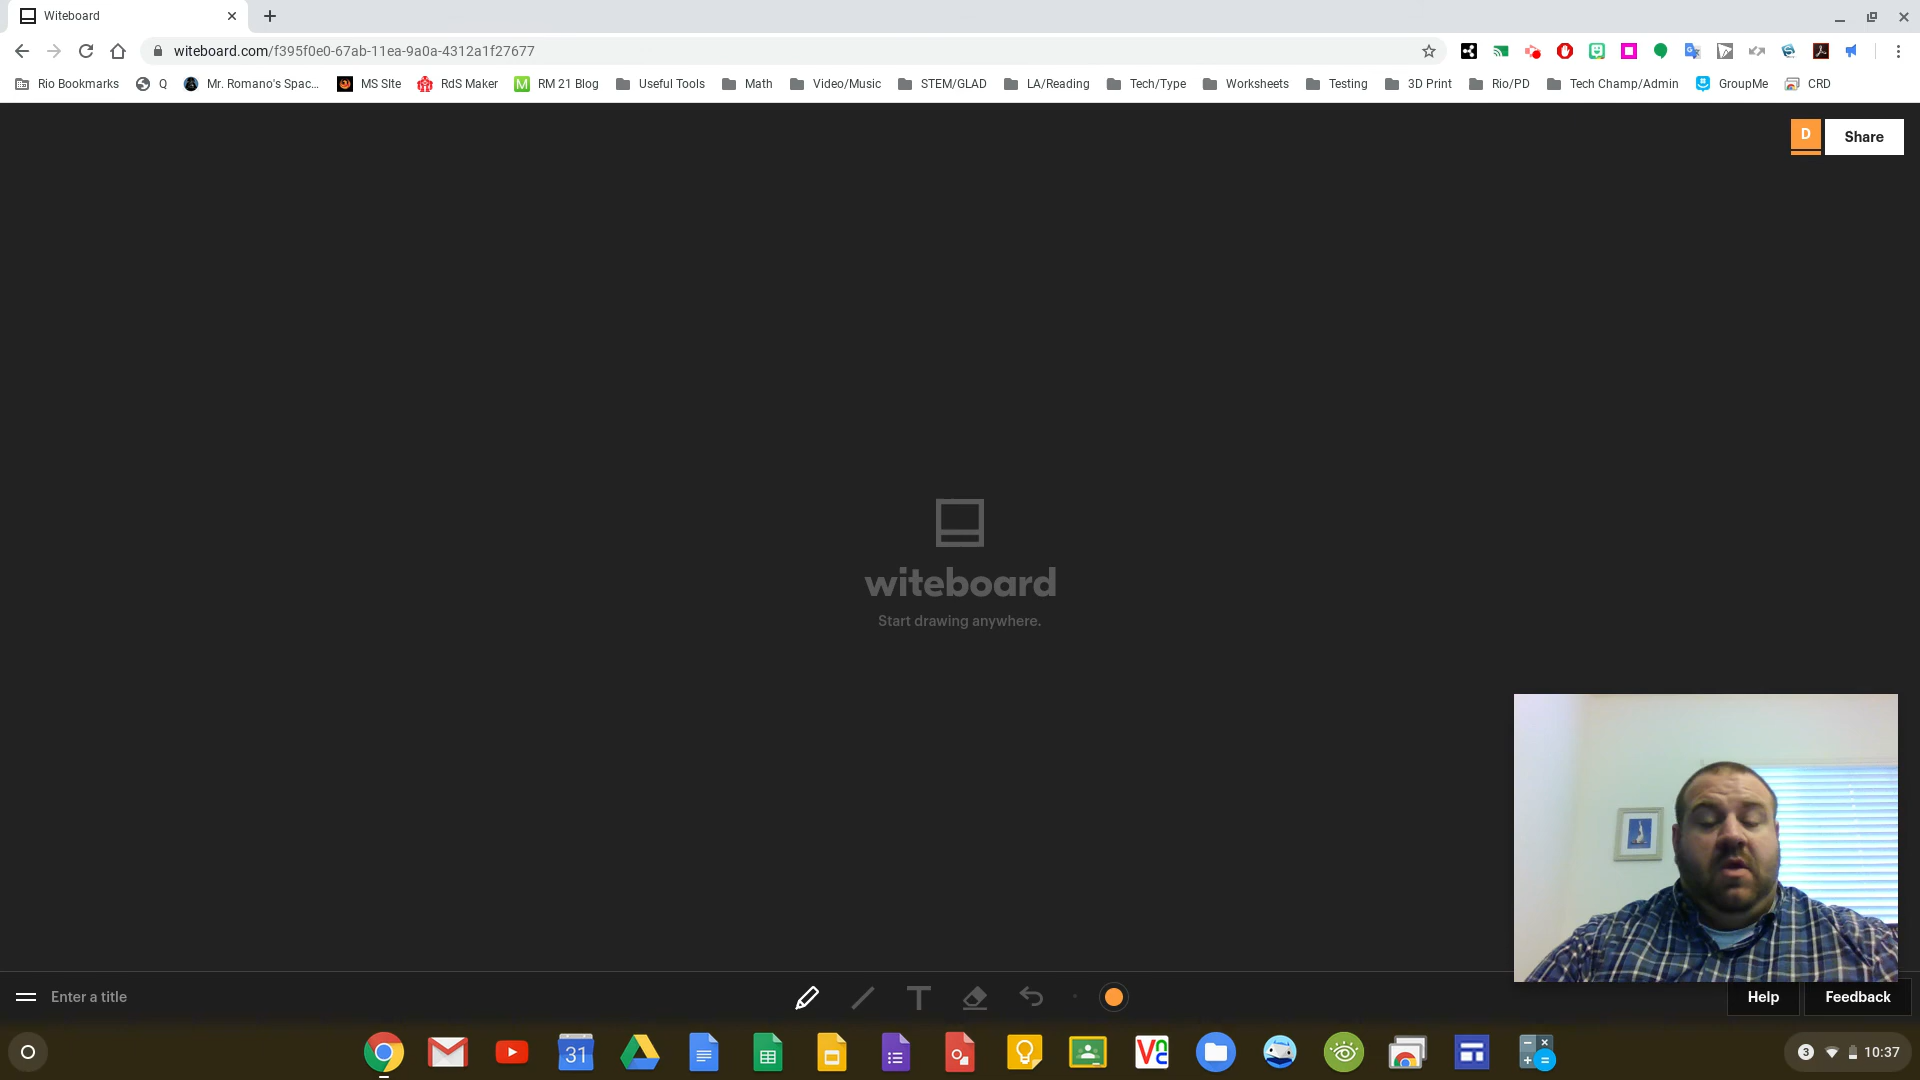 Witeboard
witeboard.com/f395f0e0-67ab-11ea-9a0a-4312a1f27677
Rio Bookmarks Q Mr. Romano's Spac... MS SIte RdS Maker RM 21 Blog Useful Tools Math Video/Music STEM/GLAD LA/Reading Tech/Type Worksheets Testing 3D Print Rio/PD Tech Champ/Admin GroupMe CRD
D Share
witeboard
Start drawing anywhere.
Enter a title
T
Help Feedback
31
3 10:37